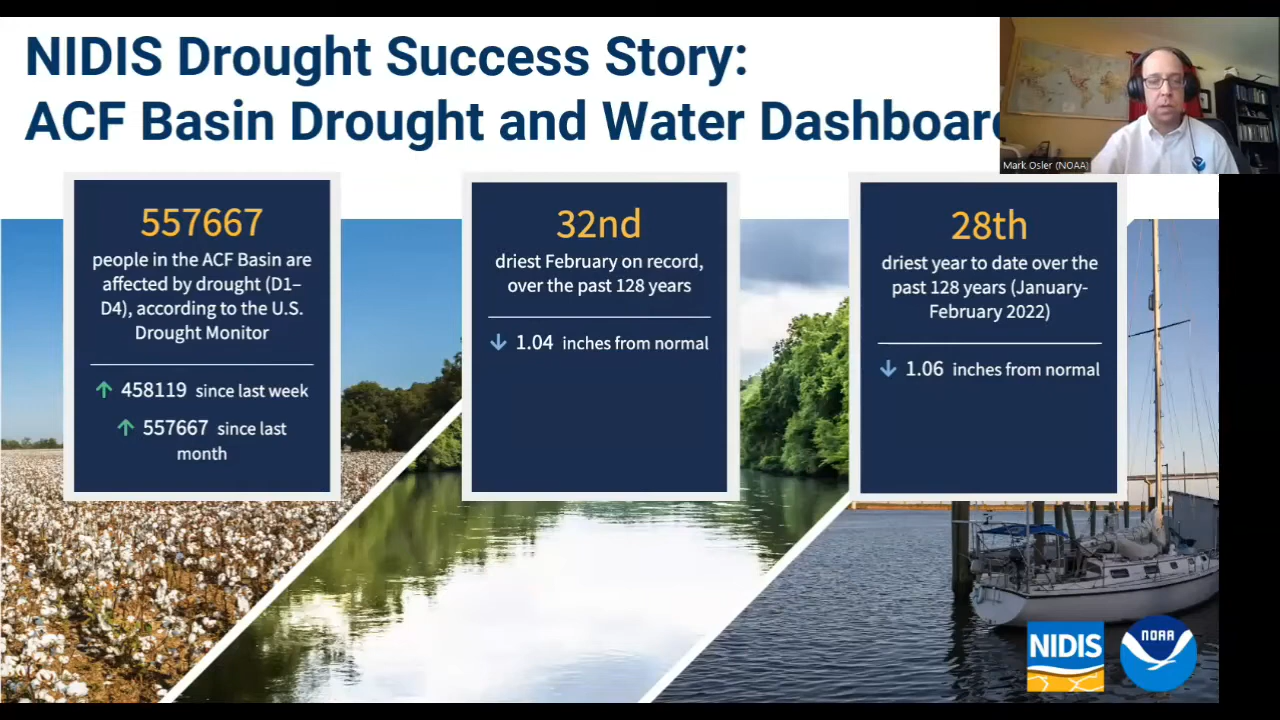 NIDIS Drought Success Story:
ACF Basin Drought and Water Dashboard
Mark Osler (NOAA)
557667
people in the ACF Basin are
affected by drought (D1–
D4), according to the U.S.
Drought Monitor
↑ 458119 since last week
↑ 557667 since last
month
32nd
driest February on record,
over the past 128 years
↓ 1.04 inches from normal
28th
driest year to date over the
past 128 years (January-
February 2022)
↓ 1.06 inches from normal
NIDIS
NOAA